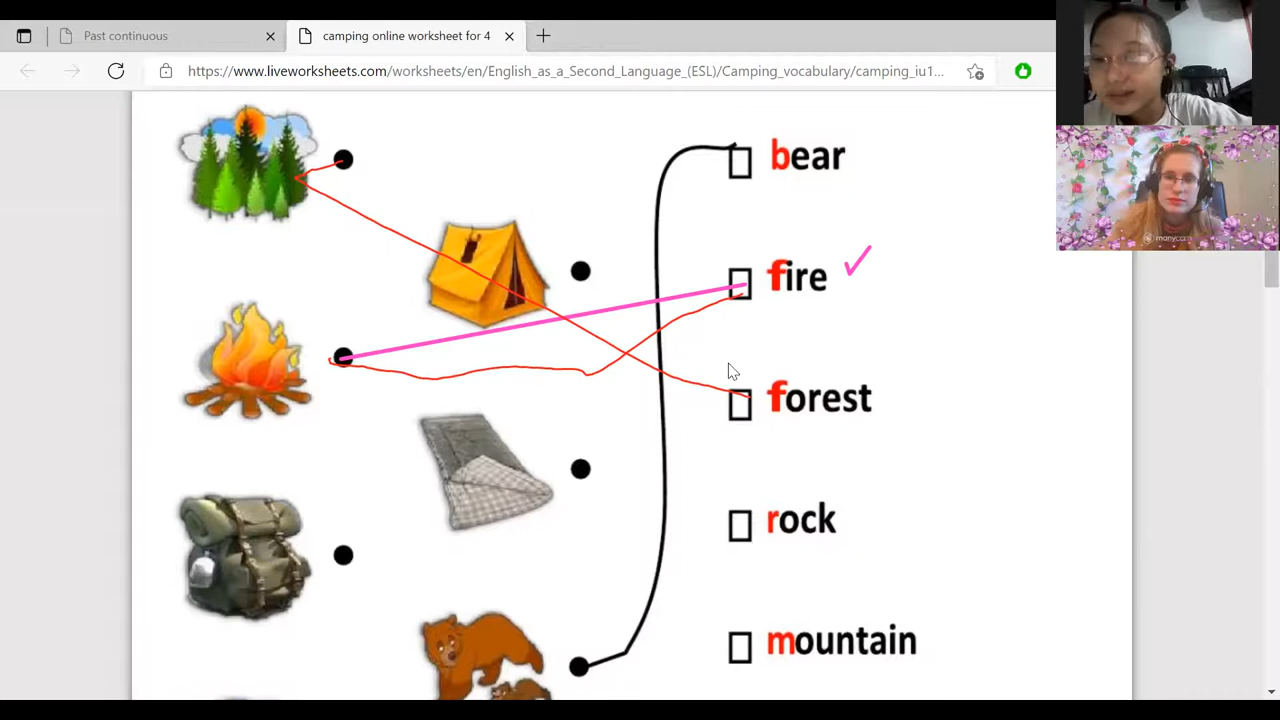 Past continuous
camping online worksheet for 4
https://www.liveworksheets.com/worksheets/en/English_as_a_Second_Language_(ESL)/Camping_vocabulary/camping_iu1...
bear
fire
forest
rock
mountain
manycam